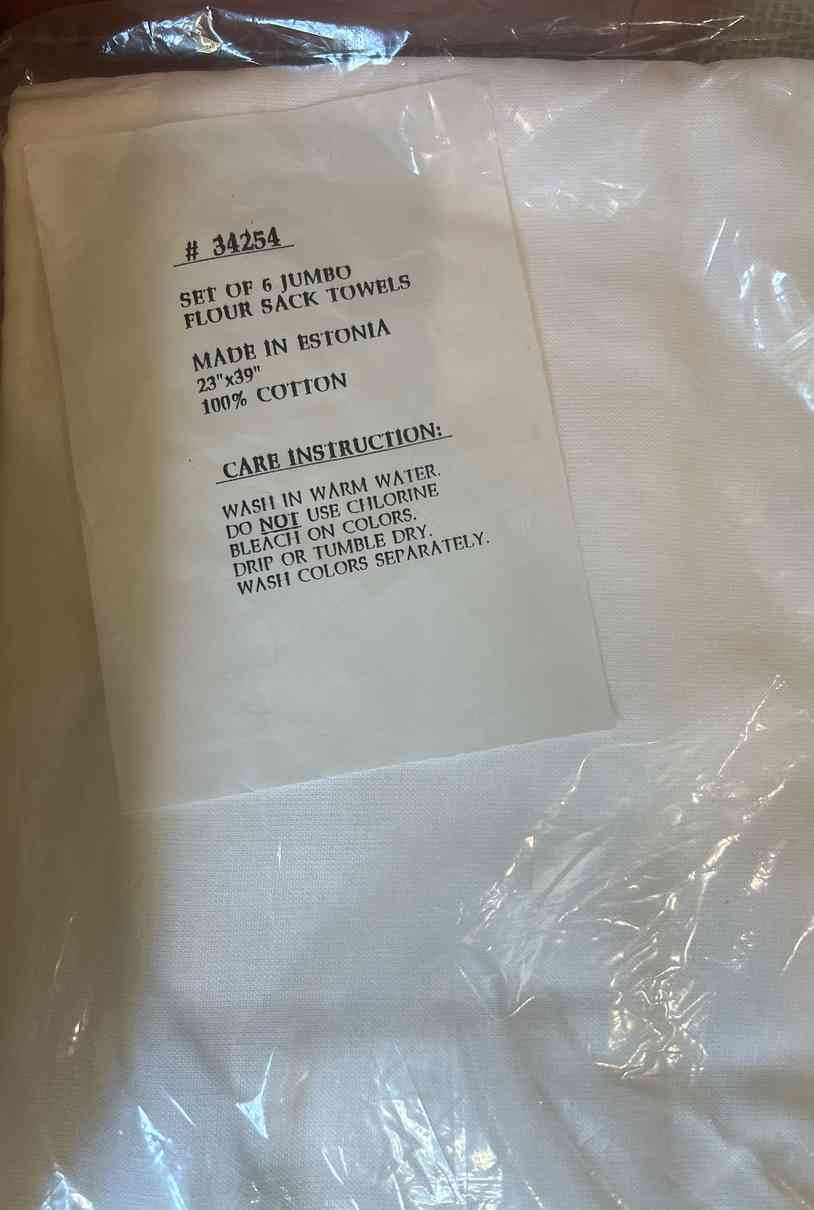 # 34254
SET OF 6 JUMBO
FLOUR SACK TOWELS
MADE IN ESTONIA
23"x39"
100% COTTON
CARE INSTRUCTION:
WASH IN WARM WATER.
DO NOT USE CHLORINE
BLEACH ON COLORS.
DRIP OR TUMBLE DRY.
WASH COLORS SEPARATELY.